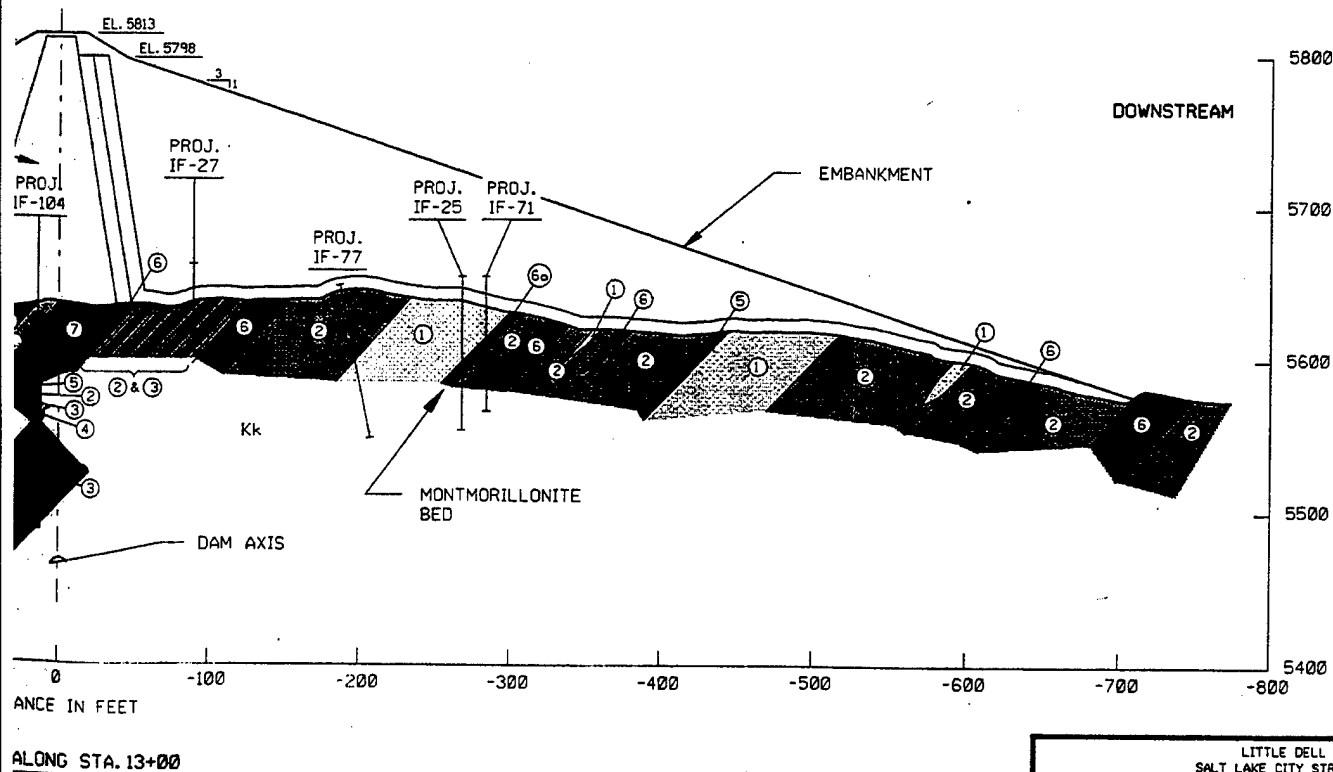 EL. 5813
EL. 5798
3
1
5800
DOWNSTREAM
EMBANKMENT
PROJ.
IF-27
PROJ.
IF-104
PROJ.
IF-25
PROJ.
IF-71
PROJ.
IF-77
5700
6
6a
1
6
5
1
6
7
6
2
1
2
6
2
2
1
2
2
2
6
2
5600
5
2
3
4
2 & 3
3
Kk
MONTMORILLONITE
BED
DAM AXIS
5500
5400
0
-100
-200
-300
-400
-500
-600
-700
-800
ANCE IN FEET
ALONG STA. 13+00
LITTLE DELL
SALT LAKE CITY STR